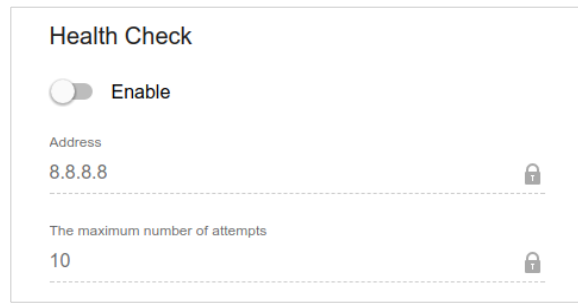 Health Check
Enable
Address
8.8.8.8
The maximum number of attempts
10